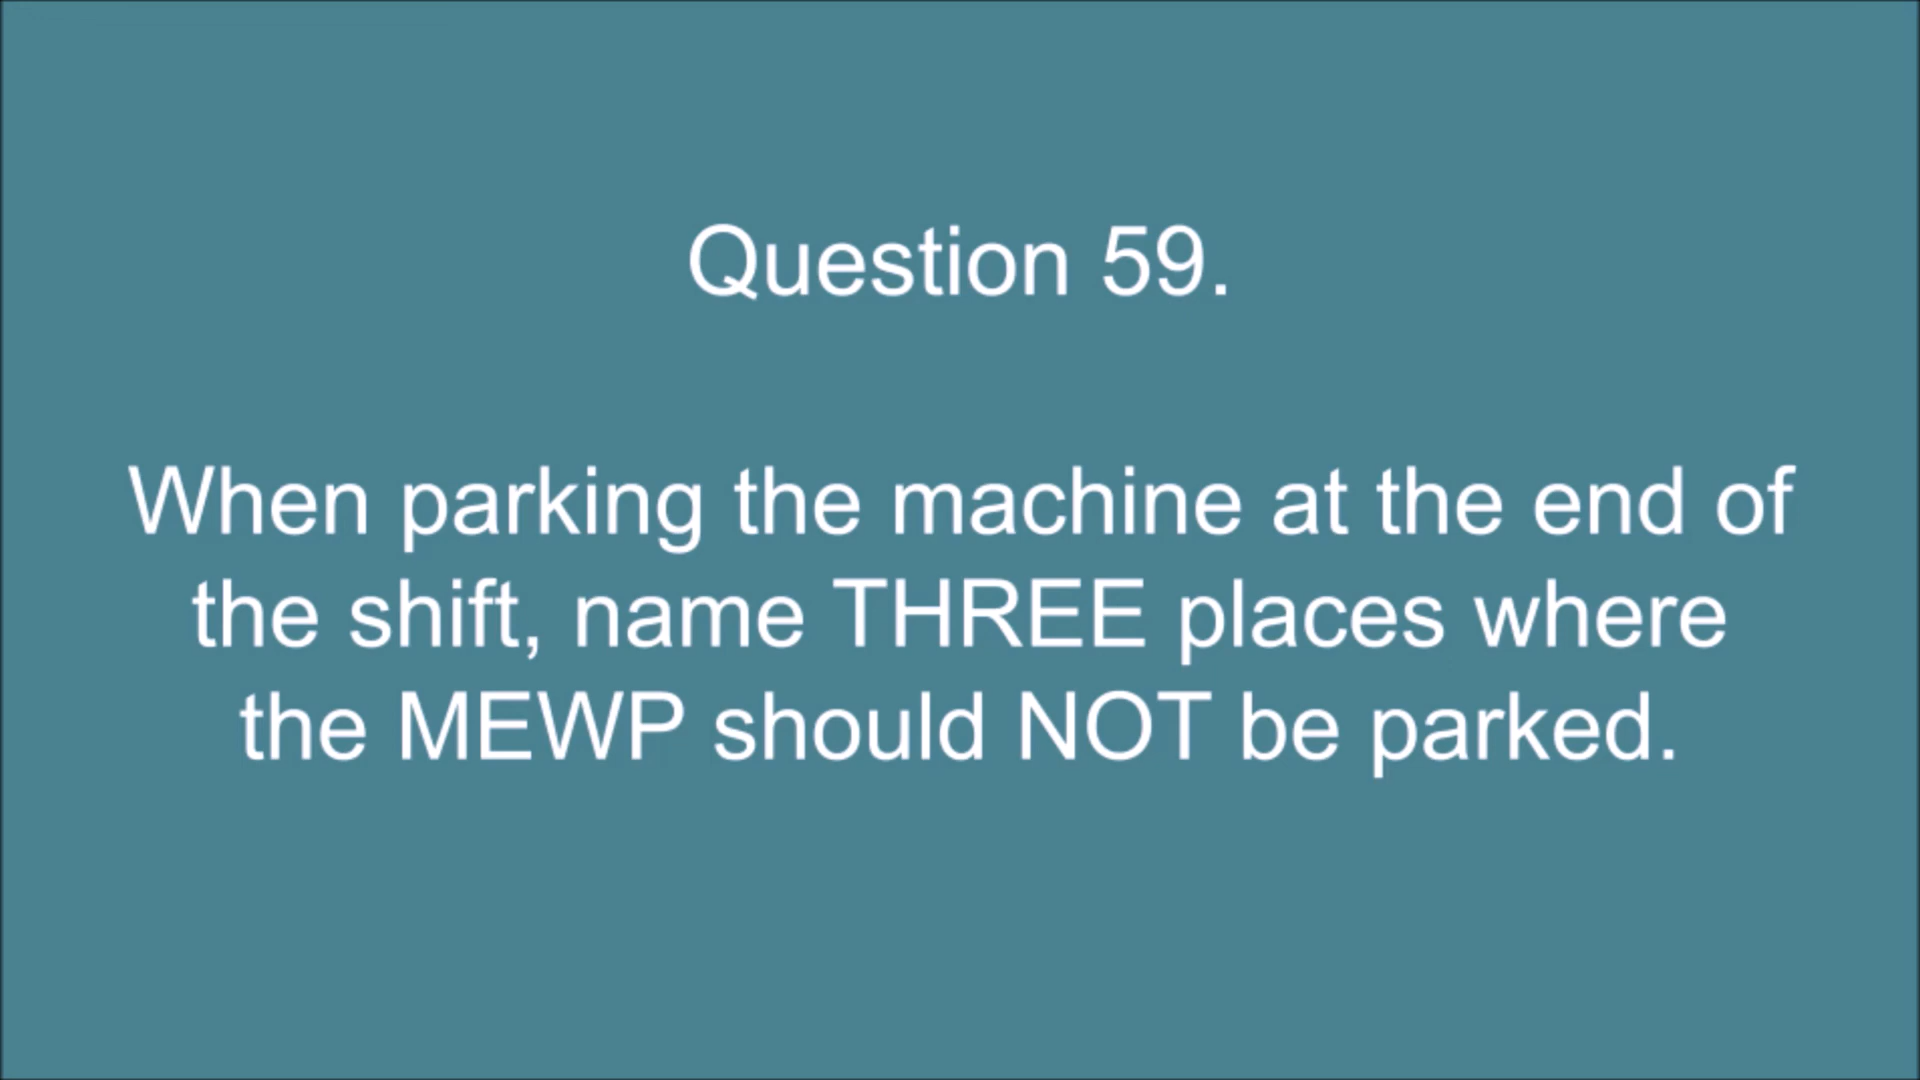 Question 59.
When parking the machine at the end of
the shift, name THREE places where
the MEWP should NOT be parked.